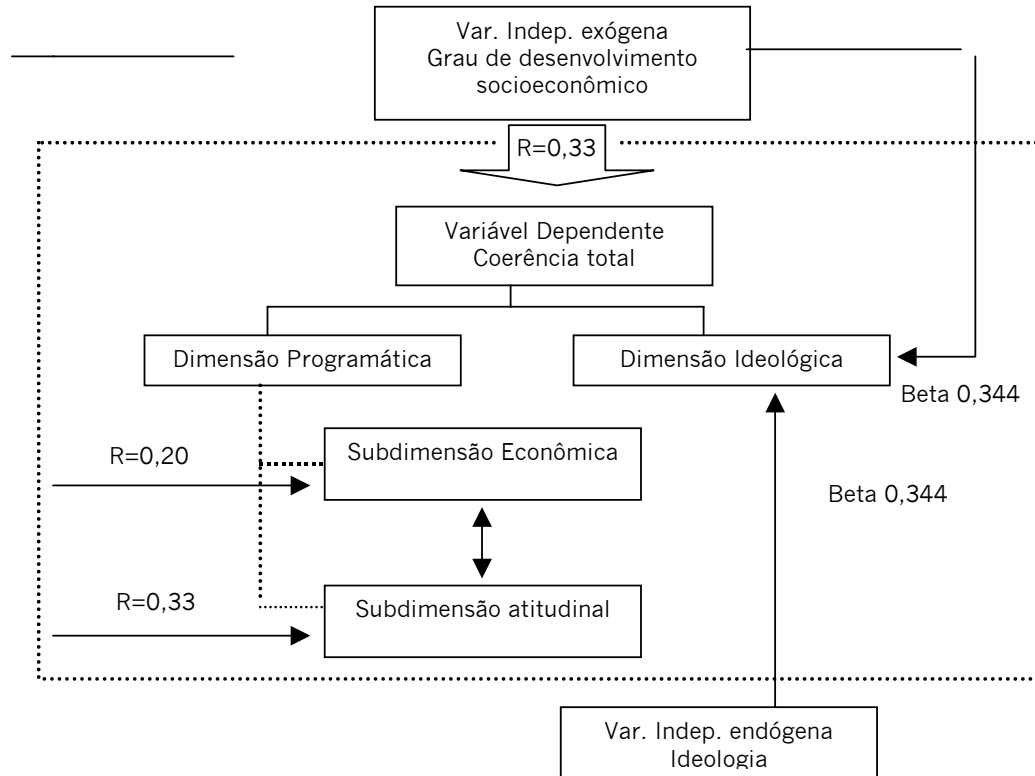 Var. Indep. exógena
Grau de desenvolvimento
socioeconômico
R=0,33
Variável Dependente
Coerência total
Dimensão Programática
Dimensão Ideológica
Beta 0,344
R=0,20
Subdimensão Econômica
Beta 0,344
R=0,33
Subdimensão atitudinal
Var. Indep. endógena
Ideologia